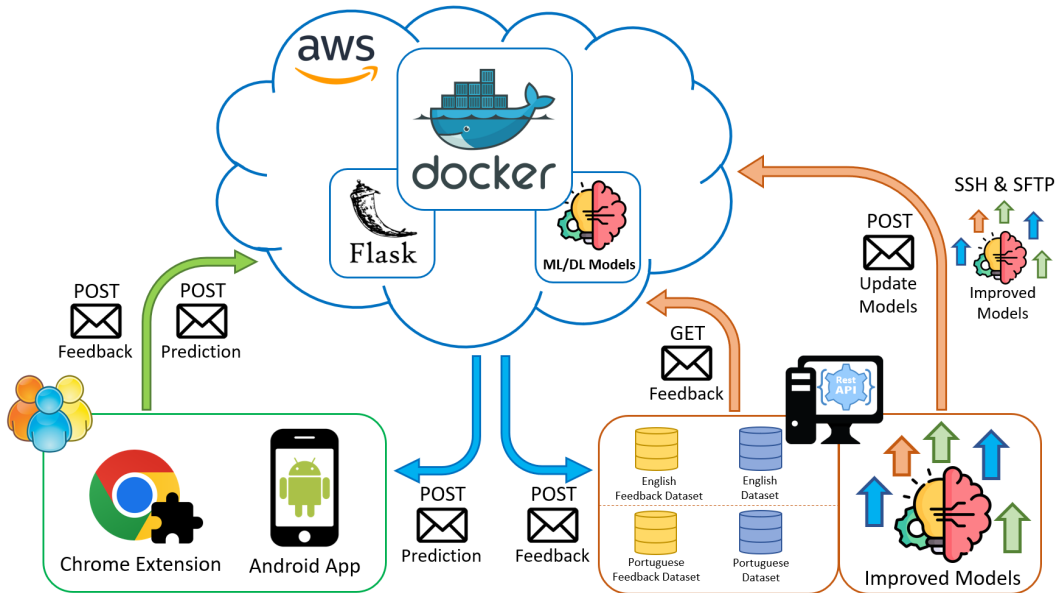 aws
docker
Flask
ML/DL Models
SSH & SFTP
Improved
Models
POST
Update
Models
POST
Feedback
POST
Prediction
GET
Feedback
Rest
API
POST
Prediction
POST
Feedback
Chrome Extension
Android App
English
Feedback Dataset
English
Dataset
Portuguese
Feedback Dataset
Portuguese
Dataset
Improved Models